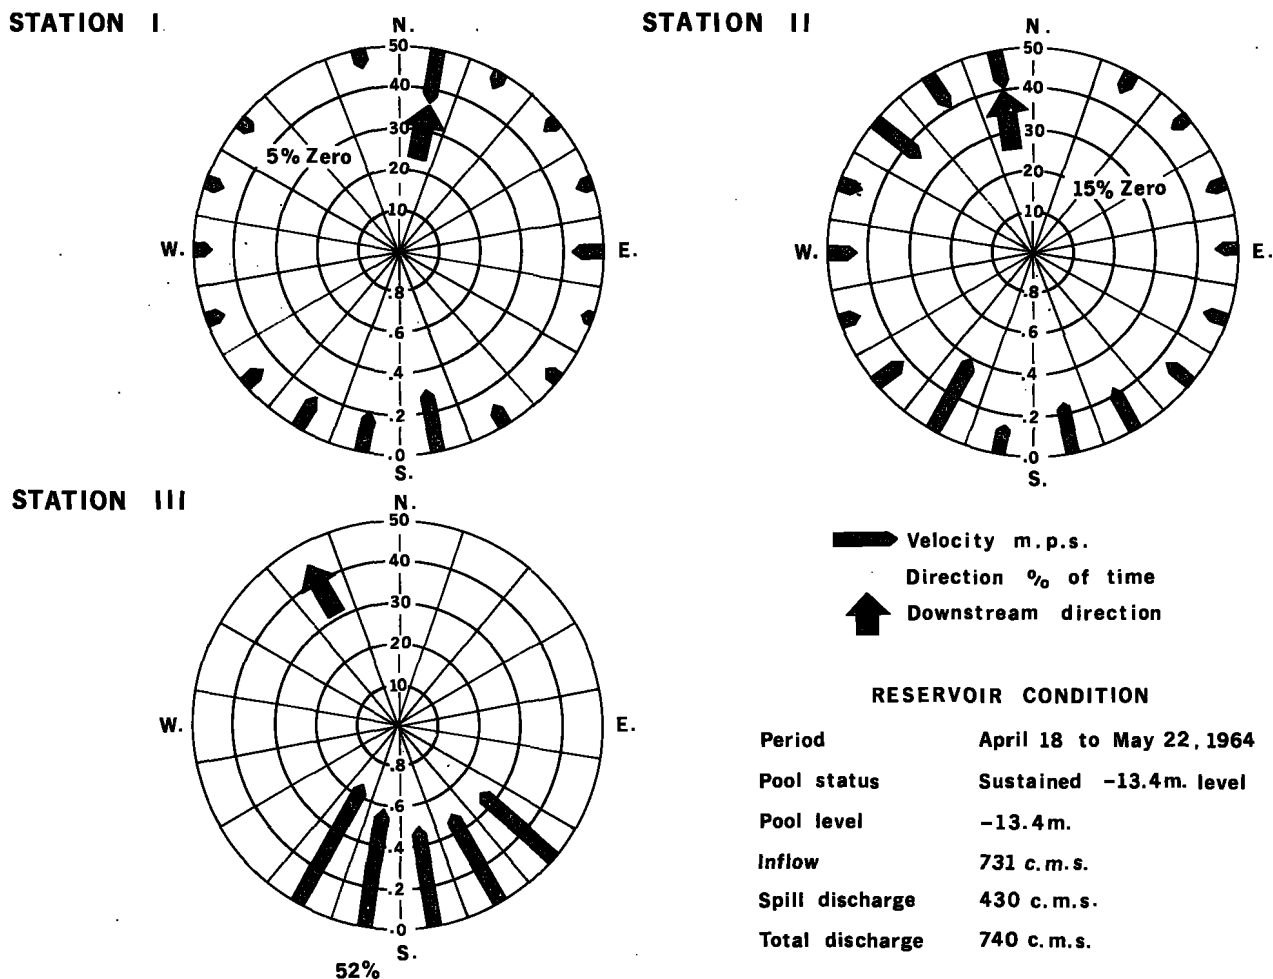 STATION I
N.
50
40
30
20
10
5% Zero
W.
E.
.8
.6
.4
.2
.0
S.
STATION II
N.
50
40
30
20
10
15% Zero
W.
E.
.8
.6
.4
.2
.0
S.
STATION III
N.
50
40
30
20
10
W.
E.
.8
.6
.4
.2
.0
S.
52%
Velocity m.p.s.
Direction % of time
Downstream direction
RESERVOIR CONDITION
Period April 18 to May 22, 1964
Pool status Sustained -13.4m. level
Pool level -13.4m.
Inflow 731 c.m.s.
Spill discharge 430 c.m.s.
Total discharge 740 c.m.s.